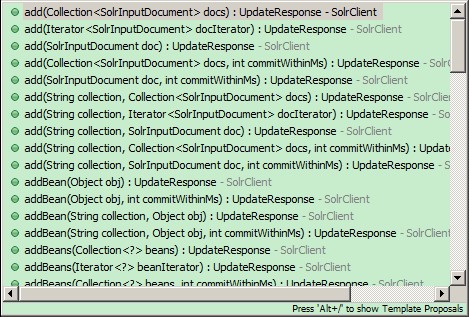 add(Collection<SolrInputDocument> docs) : UpdateResponse - SolrClient
add(Iterator<SolrInputDocument> docIterator) : UpdateResponse - SolrClient
add(SolrInputDocument doc) : UpdateResponse - SolrClient
add(Collection<SolrInputDocument> docs, int commitWithinMs) : UpdateResponse - SolrC
add(SolrInputDocument doc, int commitWithinMs) : UpdateResponse - SolrClient
add(String collection, Collection<SolrInputDocument> docs) : UpdateResponse - SolrClie
add(String collection, Iterator<SolrInputDocument> docIterator) : UpdateResponse - Solr
add(String collection, SolrInputDocument doc) : UpdateResponse - SolrClient
add(String collection, Collection<SolrInputDocument> docs, int commitWithinMs) : Updat
add(String collection, SolrInputDocument doc, int commitWithinMs) : UpdateResponse - S
addBean(Object obj) : UpdateResponse - SolrClient
addBean(Object obj, int commitWithinMs) : UpdateResponse - SolrClient
addBean(String collection, Object obj) : UpdateResponse - SolrClient
addBean(String collection, Object obj, int commitWithinMs) : UpdateResponse - SolrClient
addBeans(Collection<?> beans) : UpdateResponse - SolrClient
addBeans(Iterator<?> beanIterator) : UpdateResponse - SolrClient
addBeans(Collection<?> beans, int commitWithinMs) : UpdateResponse - SolrClient
Press 'Alt+/' to show Template Proposals